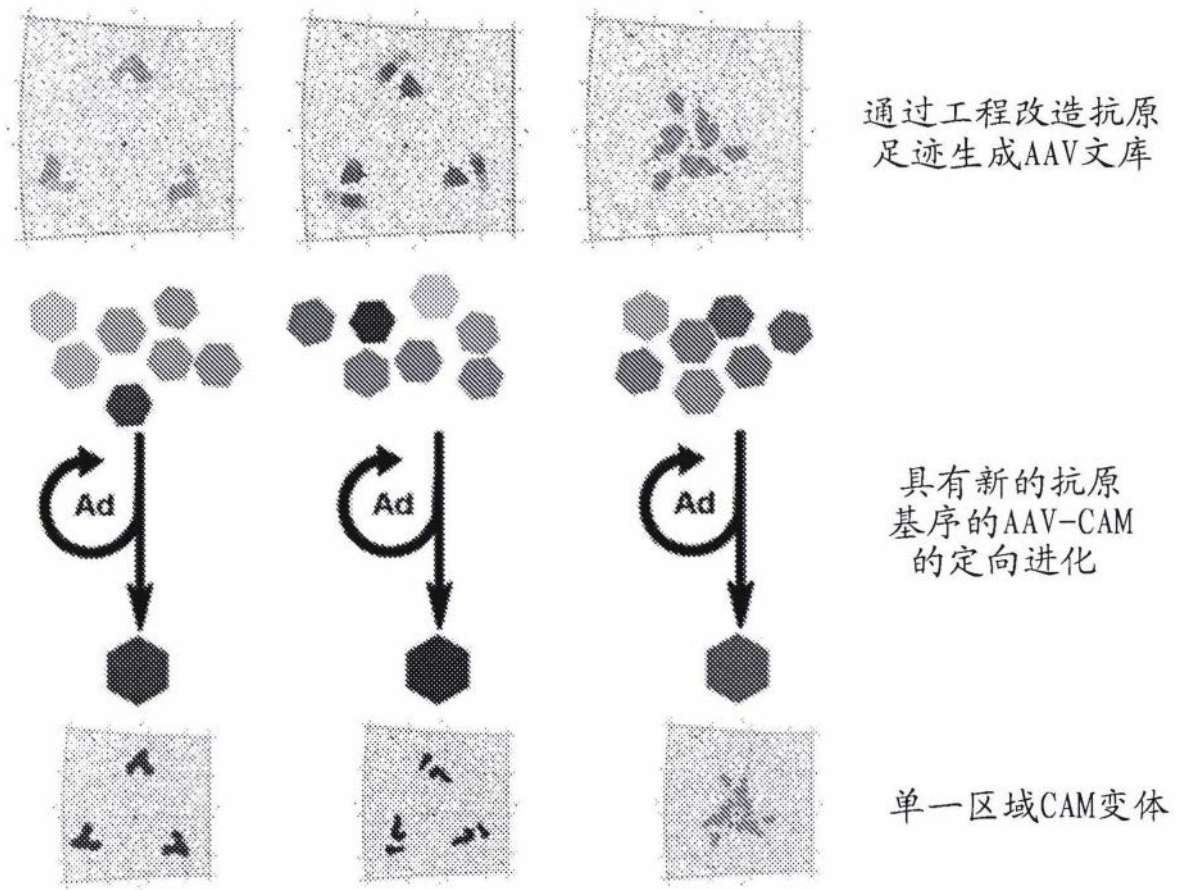 通过工程改造抗原
足迹生成AAV文库
Ad
Ad
Ad
具有新的抗原
基序的AAV-CAM
的定向进化
单一区域CAM变体